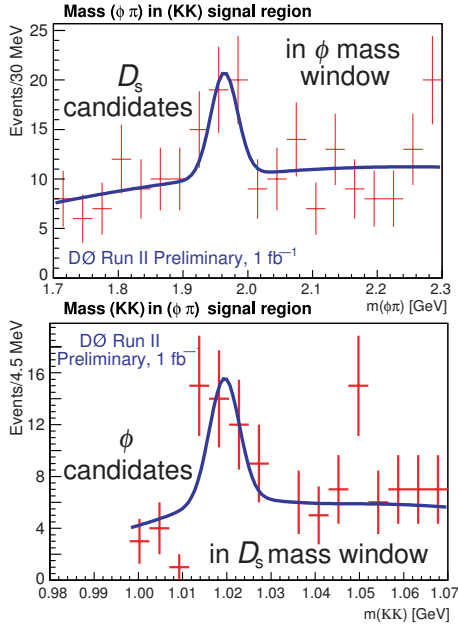 Mass (ϕ π) in (KK) signal region
Events/30 MeV
25
20
15
10
5
0
Ds candidates
in ϕ mass window
DØ Run II Preliminary, 1 fb⁻¹
1.7 1.8 1.9 2.0 2.1 2.2 2.3
m(ϕπ) [GeV]
Mass (KK) in (ϕ π) signal region
Events/4.5 MeV
16
12
8
4
0
DØ Run II
Preliminary, 1 fb⁻¹
ϕ
candidates
in Ds mass window
0.98 0.99 1.00 1.01 1.02 1.03 1.04 1.05 1.06 1.07
m(KK) [GeV]